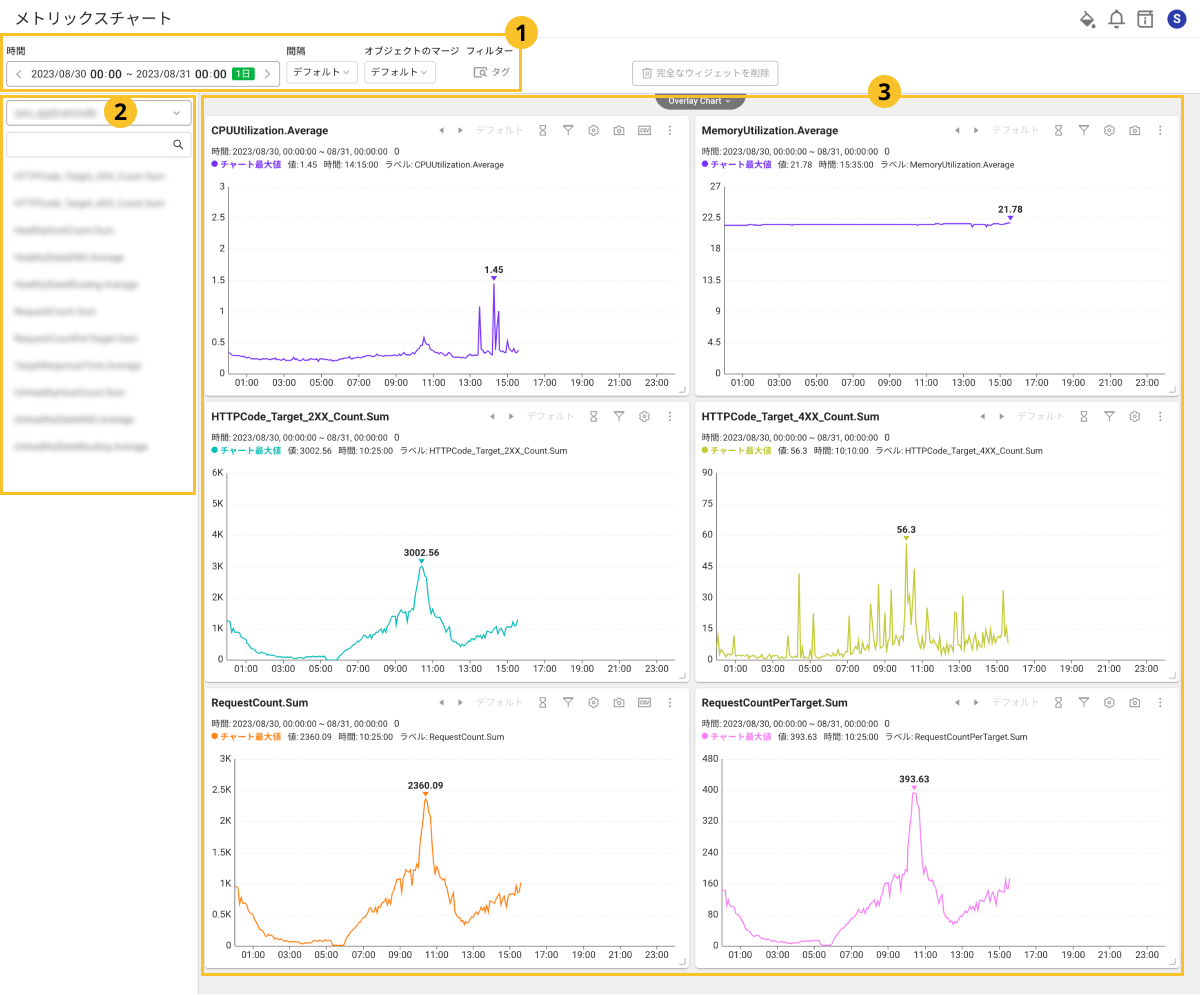 メトリックスチャート
S
1
時間 間隔 オブジェクトのマージ フィルター
2023/08/30 00:00 ~ 2023/08/31 00:00 1日 デフォルト デフォルト タグ 完全なウィジェットを削除
2
3
Overlay Chart
CPUUtilization.Average デフォルト CSV
時間: 2023/08/30, 00:00:00 ~ 08/31, 00:00:00 0
チャート最大値 値: 1.45 時間: 14:15:00 ラベル: CPUUtilization.Average
3
2.5
2
1.5
1
0.5
0
1.45
01:00 03:00 05:00 07:00 09:00 11:00 13:00 15:00 17:00 19:00 21:00 23:00
MemoryUtilization.Average デフォルト
時間: 2023/08/30, 00:00:00 ~ 08/31, 00:00:00 0
チャート最大値 値: 21.78 時間: 15:35:00 ラベル: MemoryUtilization.Average
27
22.5
18
13.5
9
4.5
0
21.78
01:00 03:00 05:00 07:00 09:00 11:00 13:00 15:00 17:00 19:00 21:00 23:00
HTTPCode_Target_2XX_Count.Sum デフォルト
時間: 2023/08/30, 00:00:00 ~ 08/31, 00:00:00 0
チャート最大値 値: 3002.56 時間: 10:25:00 ラベル: HTTPCode_Target_2XX_Count.Sum
6K
5K
4K
3K
2K
1K
0
3002.56
01:00 03:00 05:00 07:00 09:00 11:00 13:00 15:00 17:00 19:00 21:00 23:00
HTTPCode_Target_4XX_Count.Sum デフォルト
時間: 2023/08/30, 00:00:00 ~ 08/31, 00:00:00 0
チャート最大値 値: 56.3 時間: 10:10:00 ラベル: HTTPCode_Target_4XX_Count.Sum
90
75
60
45
30
15
0
56.3
01:00 03:00 05:00 07:00 09:00 11:00 13:00 15:00 17:00 19:00 21:00 23:00
RequestCount.Sum デフォルト CSV
時間: 2023/08/30, 00:00:00 ~ 08/31, 00:00:00 0
チャート最大値 値: 2360.09 時間: 10:25:00 ラベル: RequestCount.Sum
3K
2.5K
2K
1.5K
1K
0.5K
0
2360.09
01:00 03:00 05:00 07:00 09:00 11:00 13:00 15:00 17:00 19:00 21:00 23:00
RequestCountPerTarget.Sum デフォルト
時間: 2023/08/30, 00:00:00 ~ 08/31, 00:00:00 0
チャート最大値 値: 393.63 時間: 10:25:00 ラベル: RequestCountPerTarget.Sum
480
400
320
240
160
80
0
393.63
01:00 03:00 05:00 07:00 09:00 11:00 13:00 15:00 17:00 19:00 21:00 23:00